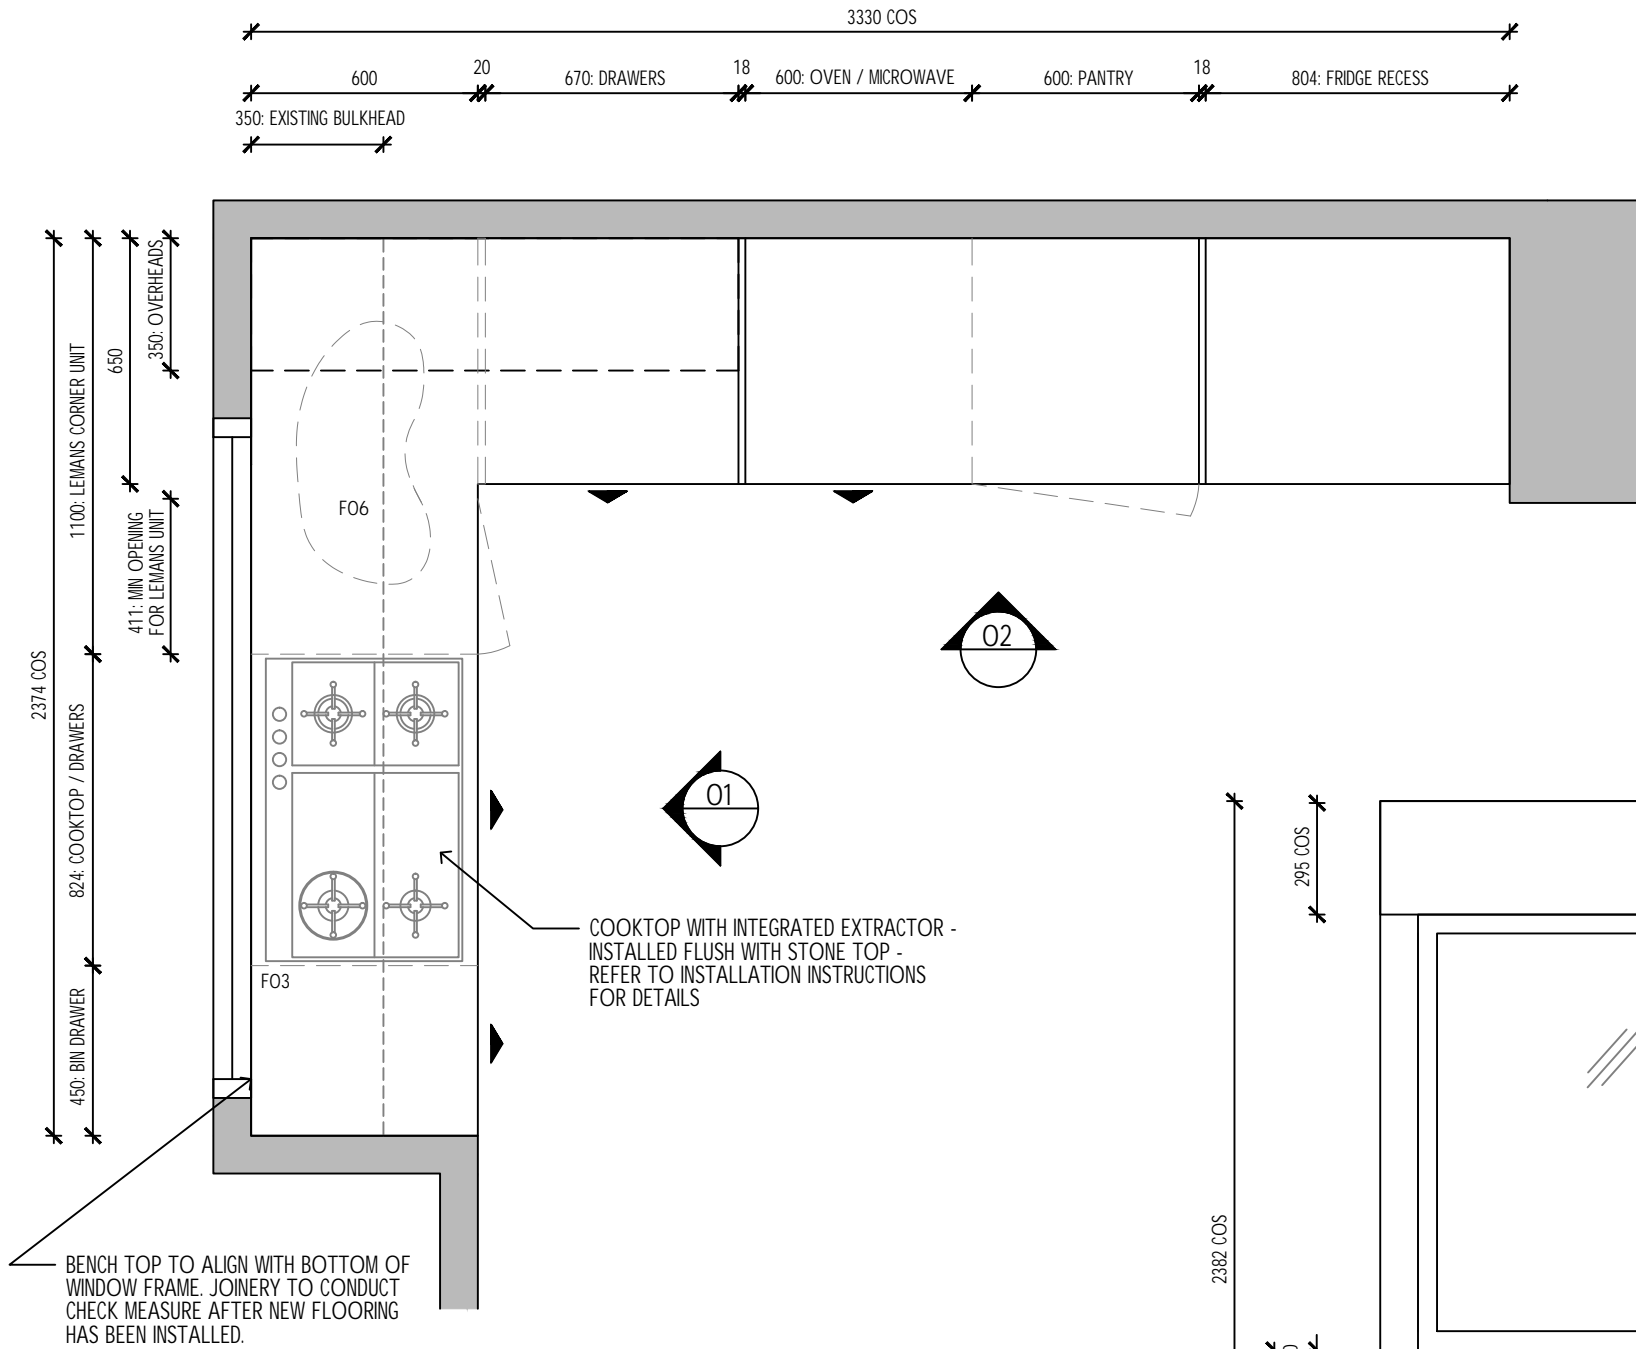 3330 COS
600
20
670: DRAWERS
18
600: OVEN / MICROWAVE
600: PANTRY
18
804: FRIDGE RECESS
350: EXISTING BULKHEAD
2374 COS
1100: LEMANS CORNER UNIT
824: COOKTOP / DRAWERS
450: BIN DRAWER
650
350: OVERHEADS
411: MIN OPENING
FOR LEMANS UNIT
F06
02
01
F03
COOKTOP WITH INTEGRATED EXTRACTOR -
INSTALLED FLUSH WITH STONE TOP -
REFER TO INSTALLATION INSTRUCTIONS
FOR DETAILS
295 COS
2382 COS
BENCH TOP TO ALIGN WITH BOTTOM OF
WINDOW FRAME. JOINERY TO CONDUCT
CHECK MEASURE AFTER NEW FLOORING
HAS BEEN INSTALLED.